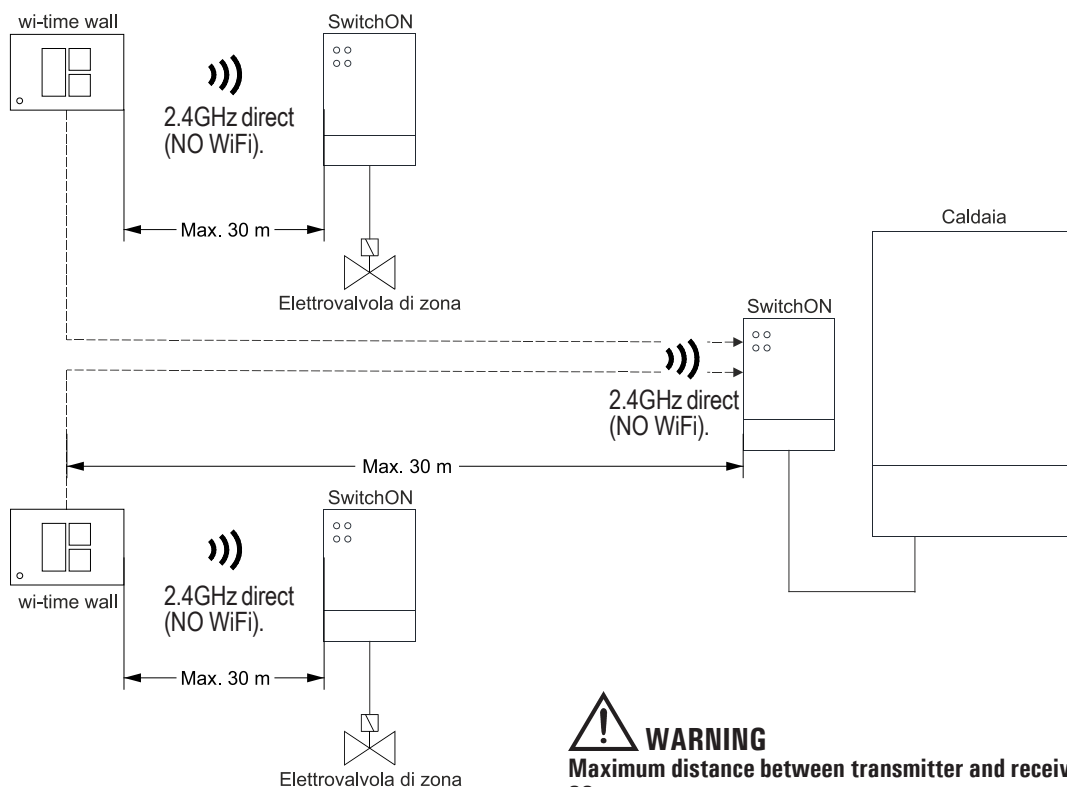 wi-time wall
SwitchON
2.4GHz direct
(NO WiFi).
Max. 30 m
Elettrovalvola di zona
Caldaia
SwitchON
2.4GHz direct
(NO WiFi).
Max. 30 m
SwitchON
2.4GHz direct
(NO WiFi).
wi-time wall
Max. 30 m
Elettrovalvola di zona
WARNING
Maximum distance between transmitter and